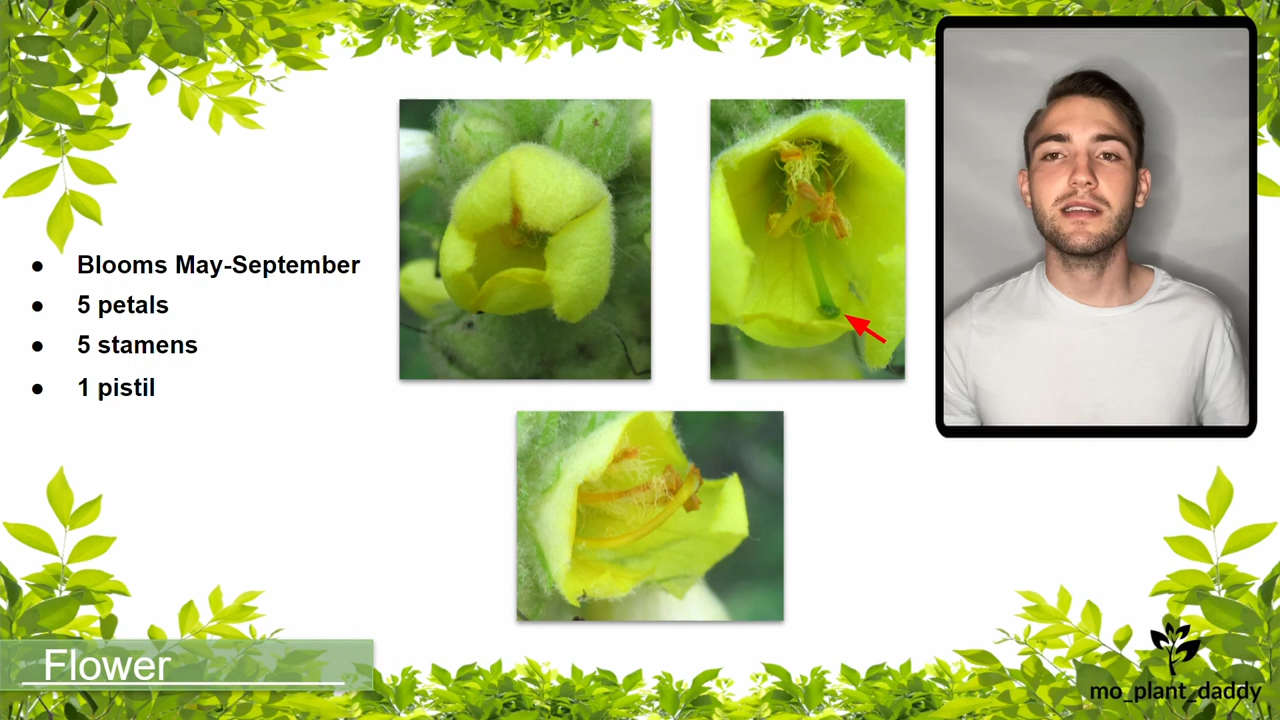 ● Blooms May-September
● 5 petals
● 5 stamens
● 1 pistil
Flower
mo_plant_daddy